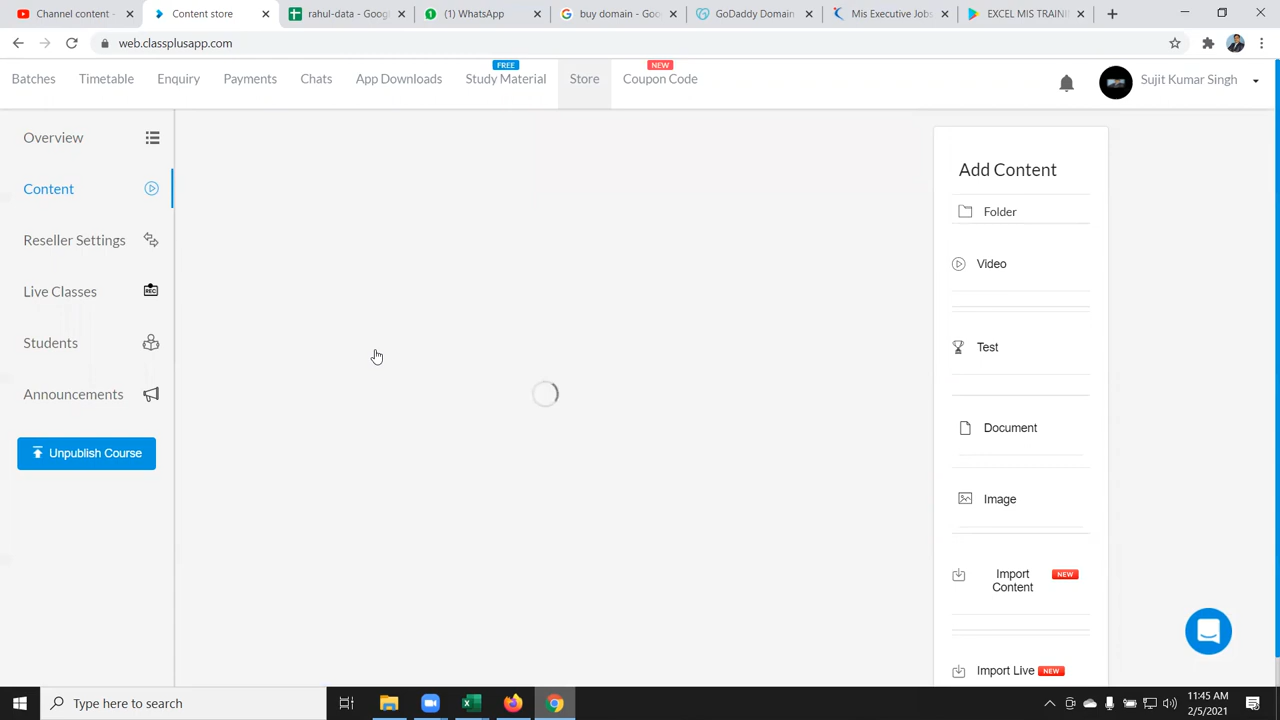 Channel content -
Content store
rahul-data - Googl
(1) WhatsApp
buy domain - Goo
GoDaddy Domain
Mis Executive Jobs
EXCEL MIS TRAINI
web.classplusapp.com
FREE
NEW
Batches
Timetable
Enquiry
Payments
Chats
App Downloads
Study Material
Store
Coupon Code
Sujit Kumar Singh
Overview
Content
Reseller Settings
Live Classes
REC
Students
Announcements
Unpublish Course
Add Content
Folder
Video
Test
Document
Image
Import
Content
NEW
Import Live NEW
Type here to search
11:45 AM
2/5/2021